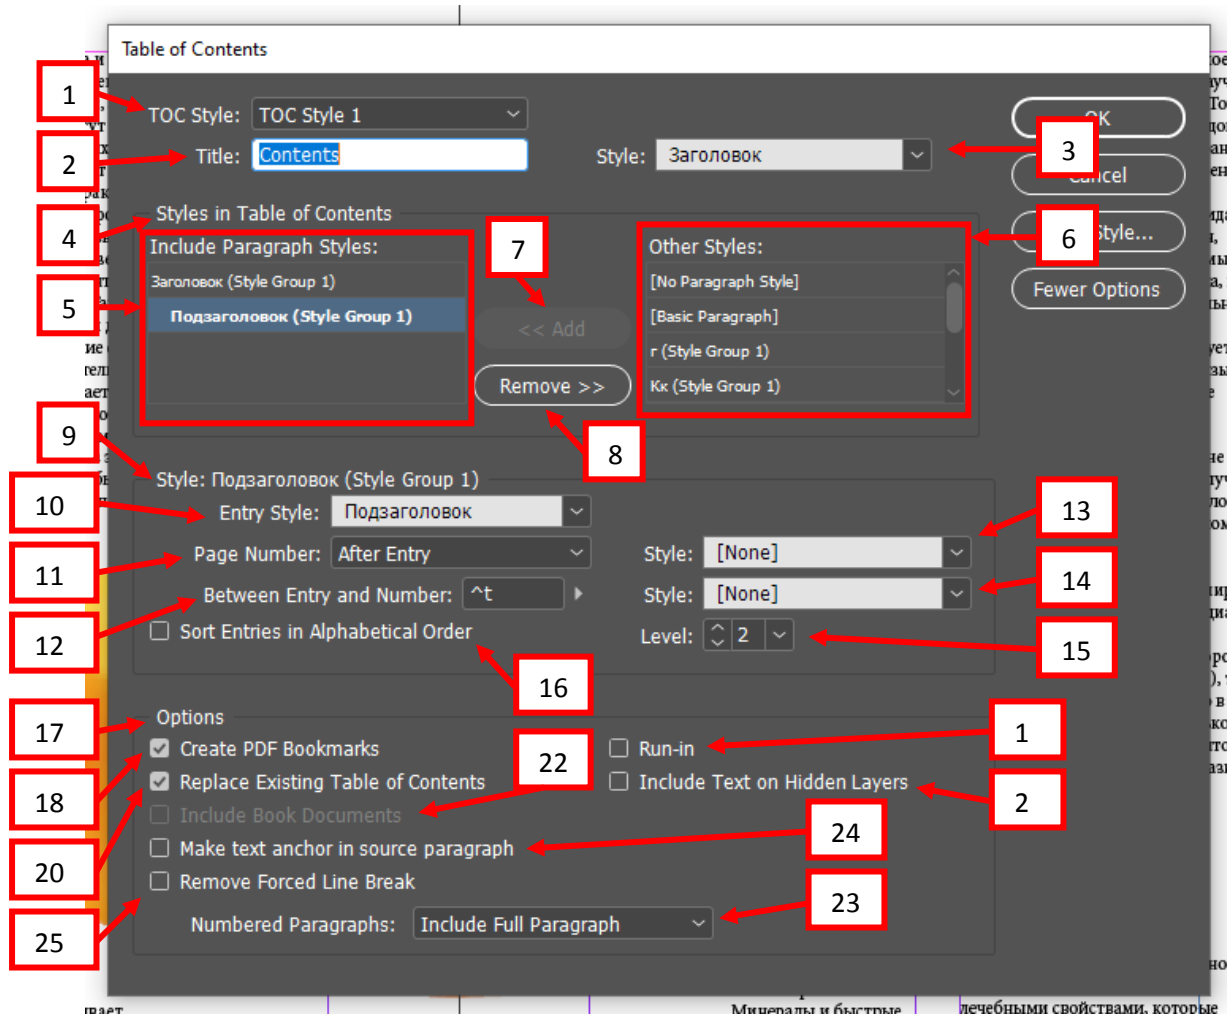 Table of Contents
1
TOC Style: TOC Style 1
OK
2
Title: Contents
Style: Заголовок
3
Cancel
4
Styles in Table of Contents
7
6
Style...
Include Paragraph Styles:
Other Styles:
5
Заголовок (Style Group 1)
[No Paragraph Style]
Fewer Options
Подзаголовок (Style Group 1)
[Basic Paragraph]
<< Add
г (Style Group 1)
Remove >>
Кк (Style Group 1)
9
8
Style: Подзаголовок (Style Group 1)
10
Entry Style: Подзаголовок
13
11
Page Number: After Entry
Style: [None]
14
12
Between Entry and Number: ^t
Style: [None]
Sort Entries in Alphabetical Order
Level: 2
15
16
17
Options
1
18
Create PDF Bookmarks
22
Run-in
20
Replace Existing Table of Contents
Include Text on Hidden Layers
2
Include Book Documents
24
Make text anchor in source paragraph
25
Remove Forced Line Break
23
Numbered Paragraphs: Include Full Paragraph
Минералы и быстрые
лечебными свойствами, которые